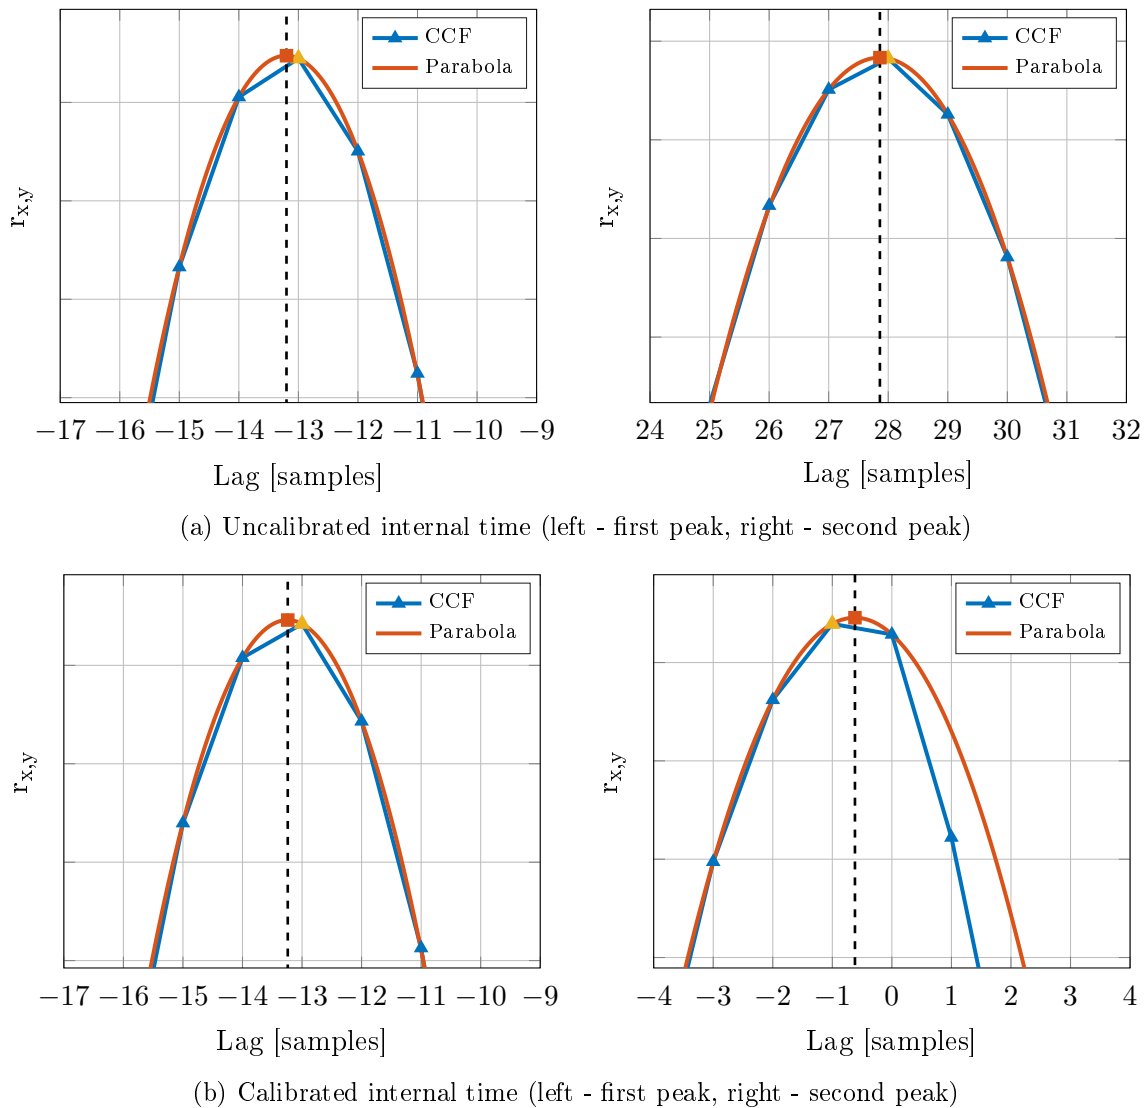 CCF
Parabola
r_x,y
−17 −16 −15 −14 −13 −12 −11 −10 −9
Lag [samples]
CCF
Parabola
r_x,y
24 25 26 27 28 29 30 31 32
Lag [samples]
(a) Uncalibrated internal time (left - first peak, right - second peak)
CCF
Parabola
r_x,y
−17 −16 −15 −14 −13 −12 −11 −10 −9
Lag [samples]
CCF
Parabola
r_x,y
−4 −3 −2 −1 0 1 2 3 4
Lag [samples]
(b) Calibrated internal time (left - first peak, right - second peak)